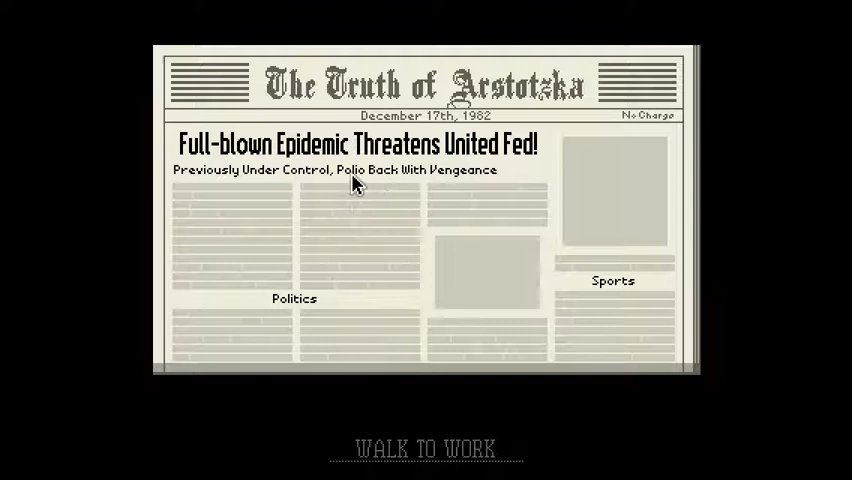 The Truth of Arstotzka
December 17th, 1982
No Charge
Full-blown Epidemic Threatens United Fed!
Previously Under Control, Polio Back With Vengeance
Sports
Politics
WALK TO WORK